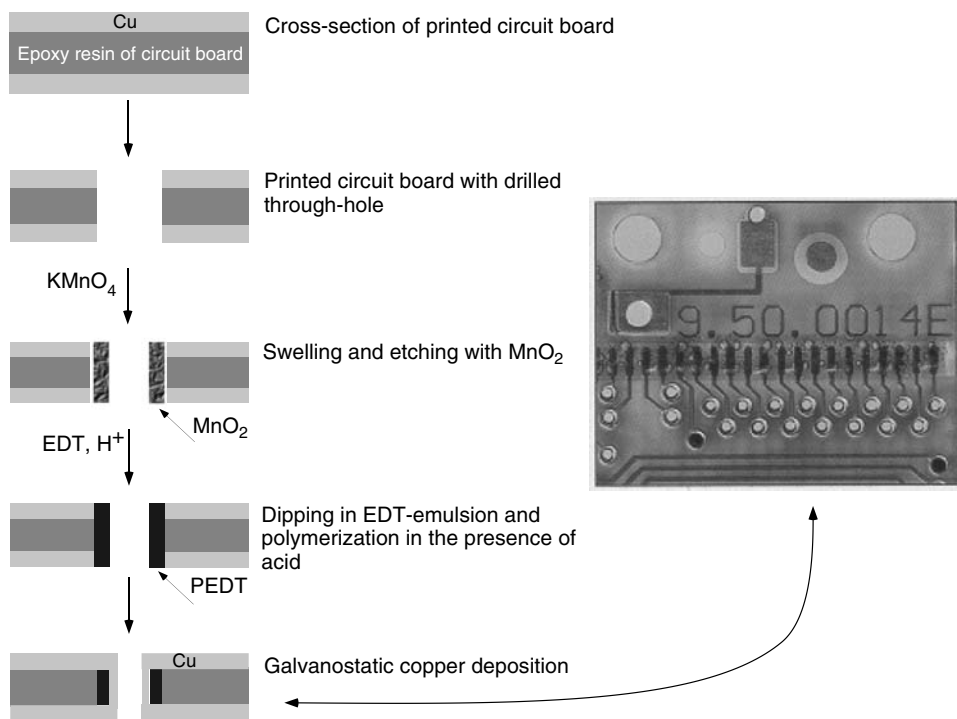 Cu
Cross-section of printed circuit board
Epoxy resin of circuit board
Printed circuit board with drilled
through-hole
KMnO4
Swelling and etching with MnO2
MnO2
EDT, H+
Dipping in EDT-emulsion and
polymerization in the presence of
acid
PEDT
Cu
Galvanostatic copper deposition
9.50.0014E